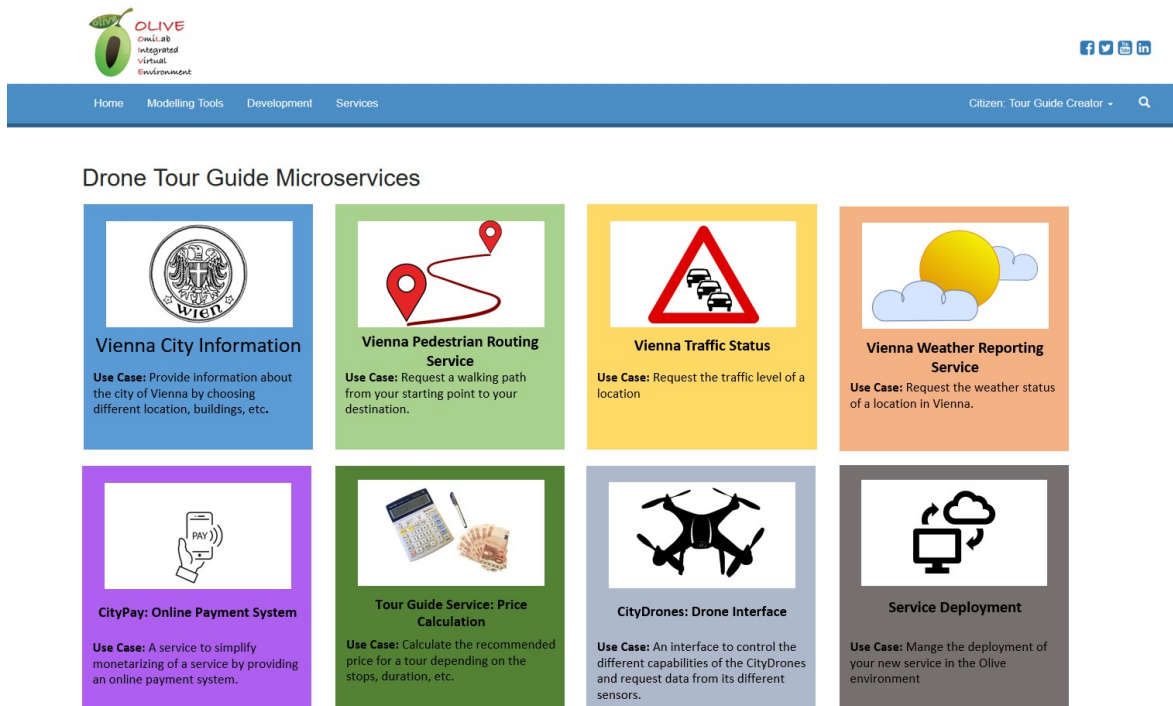 olive
OLIVE
OmiLab
Integrated
Virtual
Environment
Home Modelling Tools Development Services Citizen: Tour Guide Creator
Drone Tour Guide Microservices
WIEN
Vienna City Information
Use Case: Provide information about
the city of Vienna by choosing
different location, buildings, etc.
Vienna Pedestrian Routing
Service
Use Case: Request a walking path
from your starting point to your
destination.
Vienna Traffic Status
Use Case: Request the traffic level of a
location
Vienna Weather Reporting
Service
Use Case: Request the weather status
of a location in Vienna.
PAY
CityPay: Online Payment System
Use Case: A service to simplify
monetarizing of a service by providing
an online payment system.
Tour Guide Service: Price
Calculation
Use Case: Calculate the recommended
price for a tour depending on the
stops, duration, etc.
CityDrones: Drone Interface
Use Case: An interface to control the
different capabilities of the CityDrones
and request data from its different
sensors.
Service Deployment
Use Case: Mange the deployment of
your new service in the Olive
environment